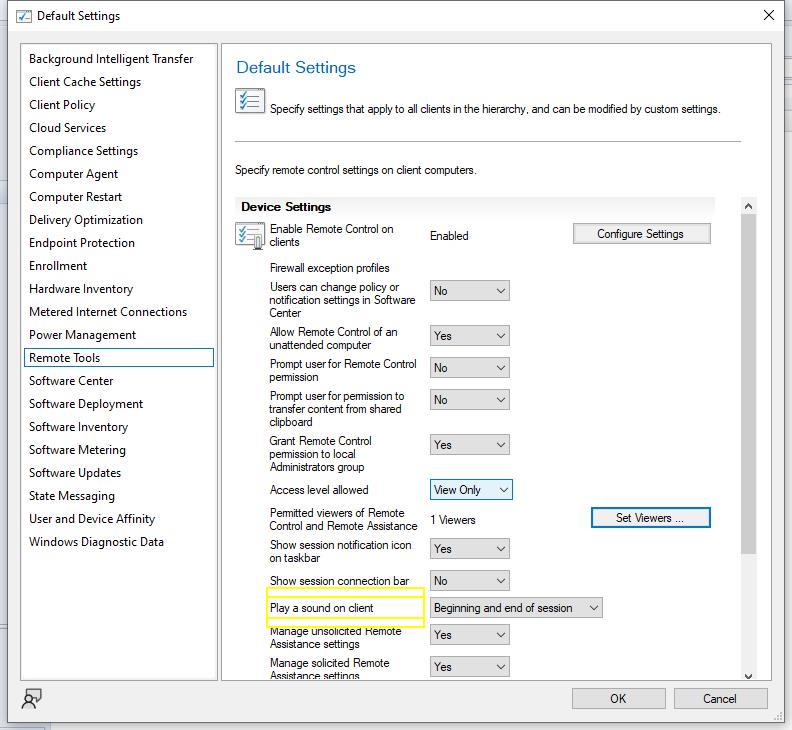 Default Settings
Background Intelligent Transfer
Client Cache Settings
Client Policy
Cloud Services
Compliance Settings
Computer Agent
Computer Restart
Delivery Optimization
Endpoint Protection
Enrollment
Hardware Inventory
Metered Internet Connections
Power Management
Remote Tools
Software Center
Software Deployment
Software Inventory
Software Metering
Software Updates
State Messaging
User and Device Affinity
Windows Diagnostic Data
Default Settings
Specify settings that apply to all clients in the hierarchy, and can be modified by custom settings.
Specify remote control settings on client computers.
Device Settings
Enable Remote Control on
clients
Enabled
Configure Settings
Firewall exception profiles
Users can change policy or
notification settings in Software
Center
No
Allow Remote Control of an
unattended computer
Yes
Prompt user for Remote Control
permission
No
Prompt user for permission to
transfer content from shared
clipboard
No
Grant Remote Control
permission to local
Administrators group
Yes
Access level allowed
View Only
Permitted viewers of Remote
Control and Remote Assistance
1 Viewers
Set Viewers ...
Show session notification icon
on taskbar
Yes
Show session connection bar
No
Play a sound on client
Beginning and end of session
Manage unsolicited Remote
Assistance settings
Yes
Manage solicited Remote
Assistance settings
Yes
OK
Cancel